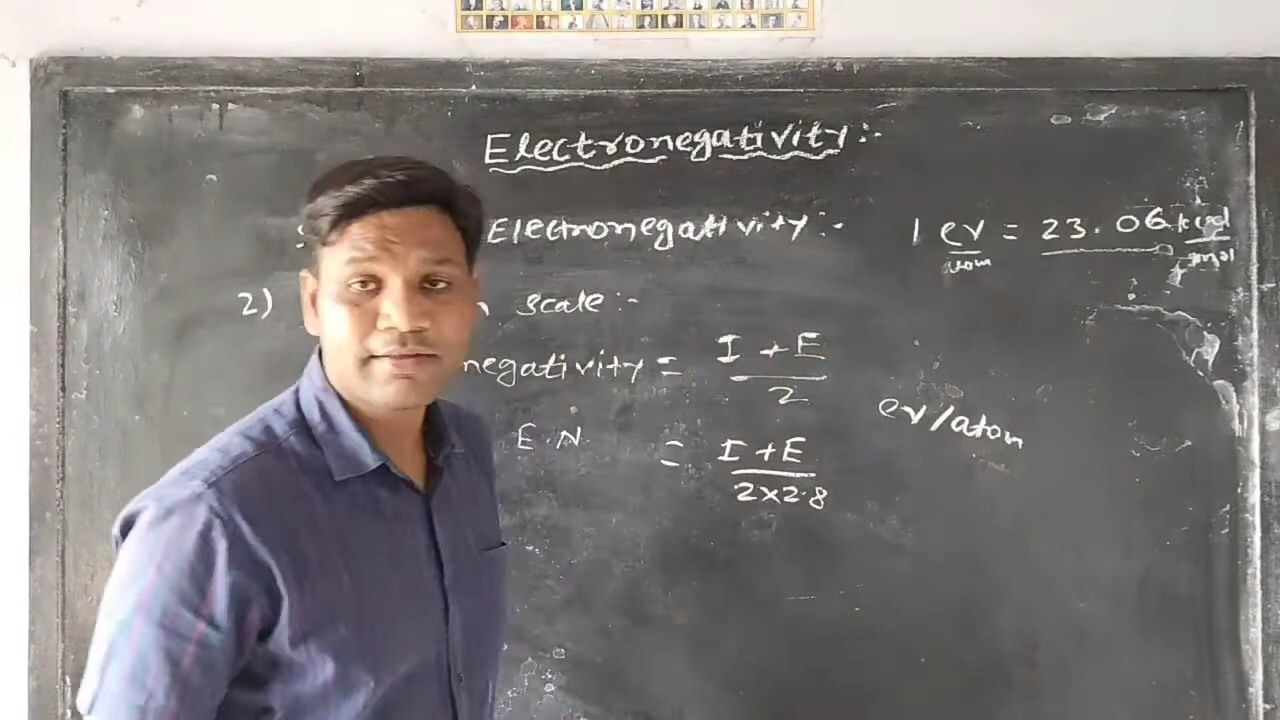 Electronegativity:-
Electronegativity:-
1 ev/atom = 23.06 kcal/mol
2) scale:-
negativity = I + E / 2
ev/atom
E.N = I + E / 2×2.8